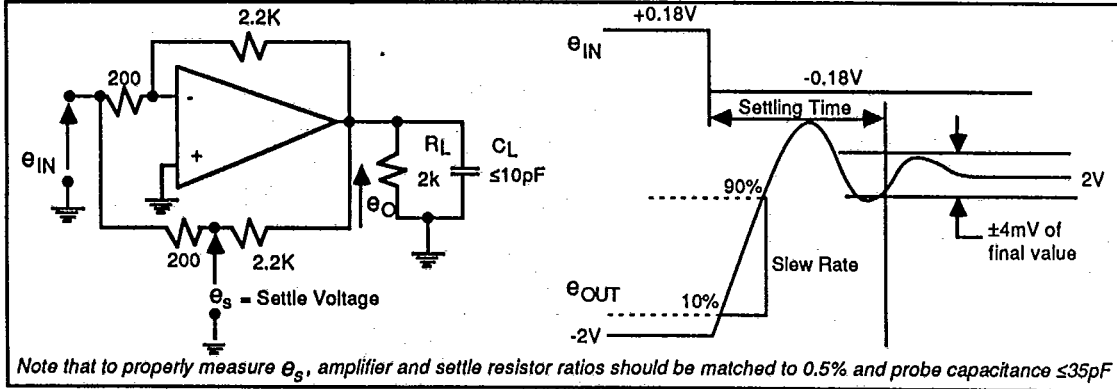 2.2K
200
-
+
e_IN
R_L
2k
C_L
≤10pF
e_O
200
2.2K
e_s = Settle Voltage
+0.18V
e_IN
-0.18V
Settling Time
90%
2V
±4mV of
final value
Slew Rate
e_OUT
10%
-2V
Note that to properly measure e_s, amplifier and settle resistor ratios should be matched to 0.5% and probe capacitance ≤35pF